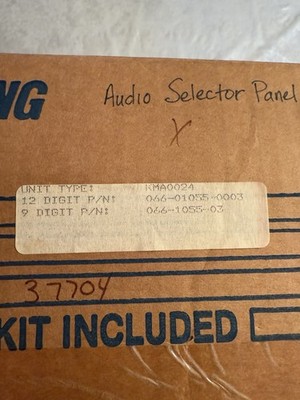 NG
Audio Selector Panel
X
UNIT TYPE: KMA0024
12 DIGIT P/N: 066-01055-0003
9 DIGIT P/N: 066-1055-03
37704
KIT INCLUDED